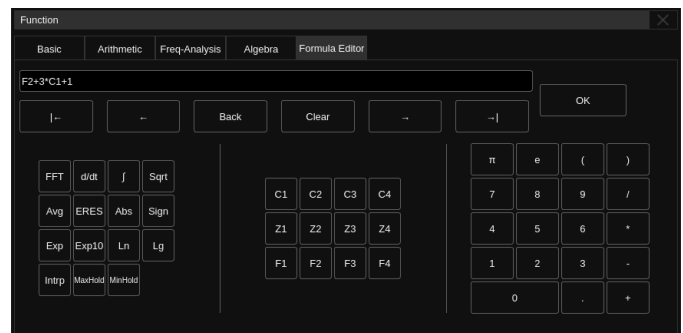 Function
Basic Arithmetic Freq-Analysis Algebra Formula Editor
F2+3*C1+1
OK
|← ← Back Clear → →|
FFT d/dt ∫ Sqrt
Avg ERES Abs Sign
Exp Exp10 Ln Lg
Intrp MaxHold MinHold
C1 C2 C3 C4
Z1 Z2 Z3 Z4
F1 F2 F3 F4
π e ( )
7 8 9 /
4 5 6 *
1 2 3 -
0 . +